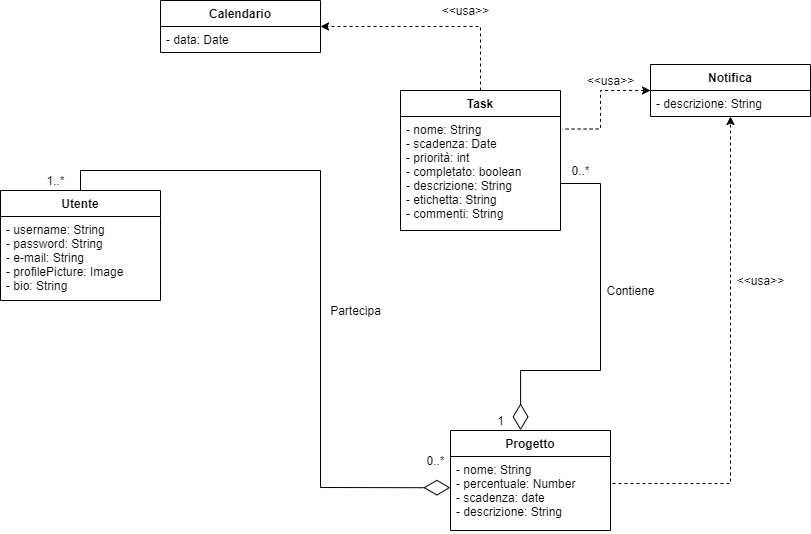 Calendario
- data: Date
<<usa>>
Task
- nome: String
- scadenza: Date
- priorità: int
- completato: boolean
- descrizione: String
- etichetta: String
- commenti: String
<<usa>>
Notifica
- descrizione: String
1..*
Utente
- username: String
- password: String
- e-mail: String
- profilePicture: Image
- bio: String
0..*
Partecipa
Contiene
<<usa>>
1
0..*
Progetto
- nome: String
- percentuale: Number
- scadenza: date
- descrizione: String